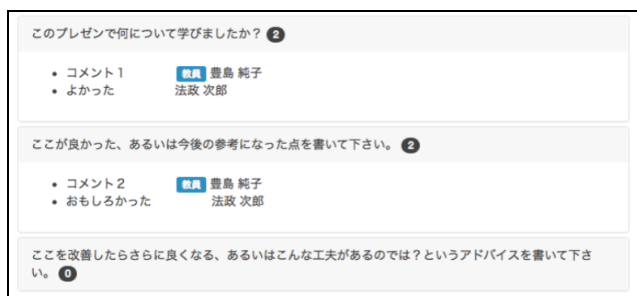 このプレゼンで何について学びましたか？ 2
• コメント１ 教員 豊島 純子
• よかった 法政 次郎
ここが良かった、あるいは今後の参考になった点を書いて下さい。 2
• コメント２ 教員 豊島 純子
• おもしろかった 法政 次郎
ここを改善したらさらに良くなる、あるいはこんな工夫があるのでは？というアドバイスを書いて下さ
い。 0